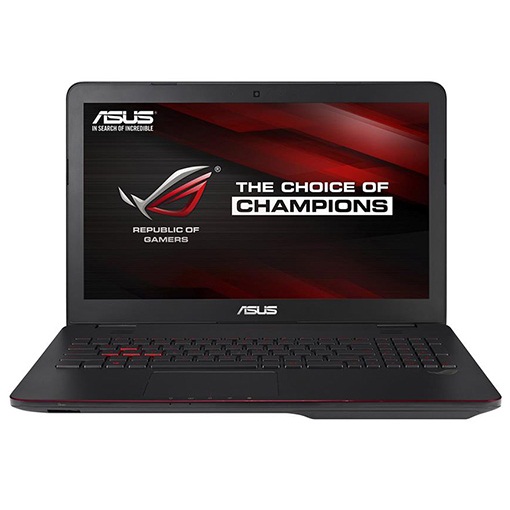 ASUS
IN SEARCH OF INCREDIBLE
REPUBLIC OF
GAMERS
THE CHOICE OF
CHAMPIONS
ASUS